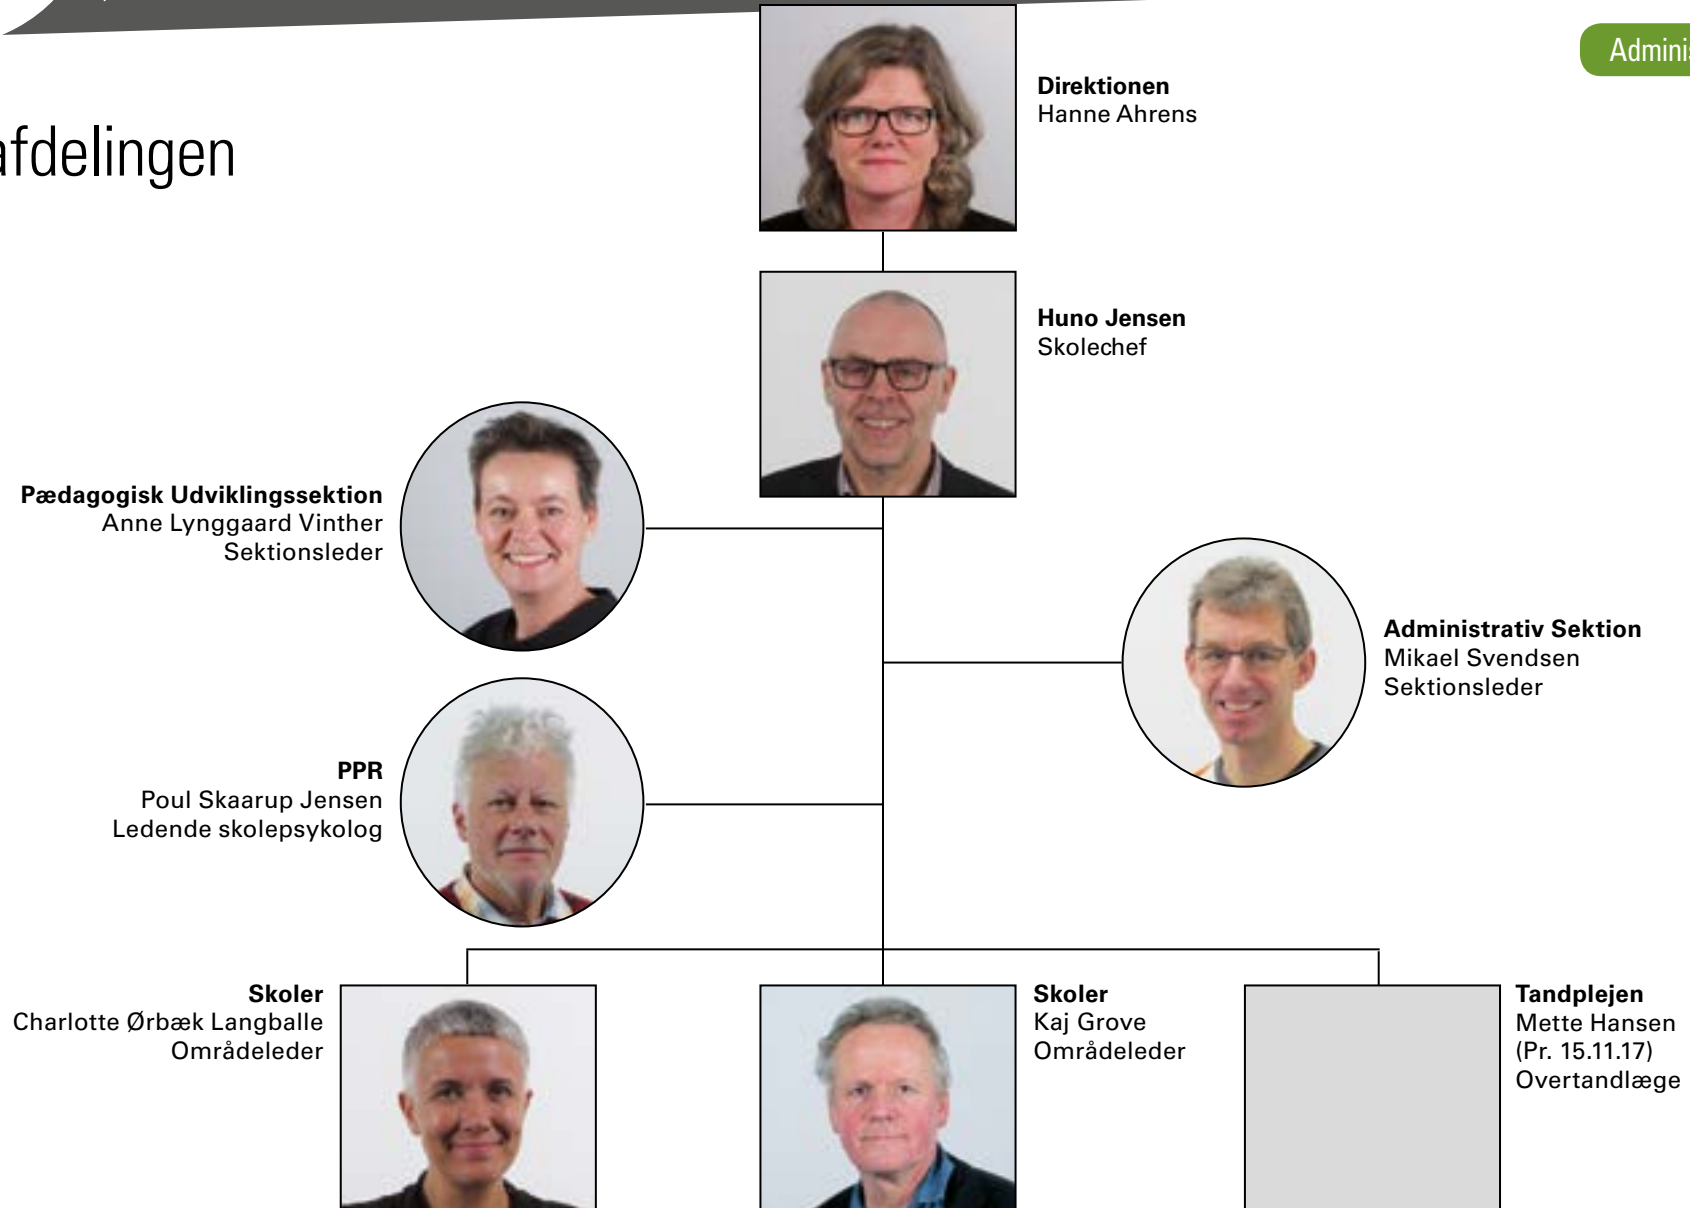 afdelingen
Direktionen
Hanne Ahrens
Huno Jensen
Skolechef
Pædagogisk Udviklingssektion
Anne Lynggaard Vinther
Sektionsleder
Administrativ Sektion
Mikael Svendsen
Sektionsleder
PPR
Poul Skaarup Jensen
Ledende skolepsykolog
Skoler
Charlotte Ørbæk Langballe
Områdeleder
Skoler
Kaj Grove
Områdeleder
Tandplejen
Mette Hansen
(Pr. 15.11.17)
Overtandlæge